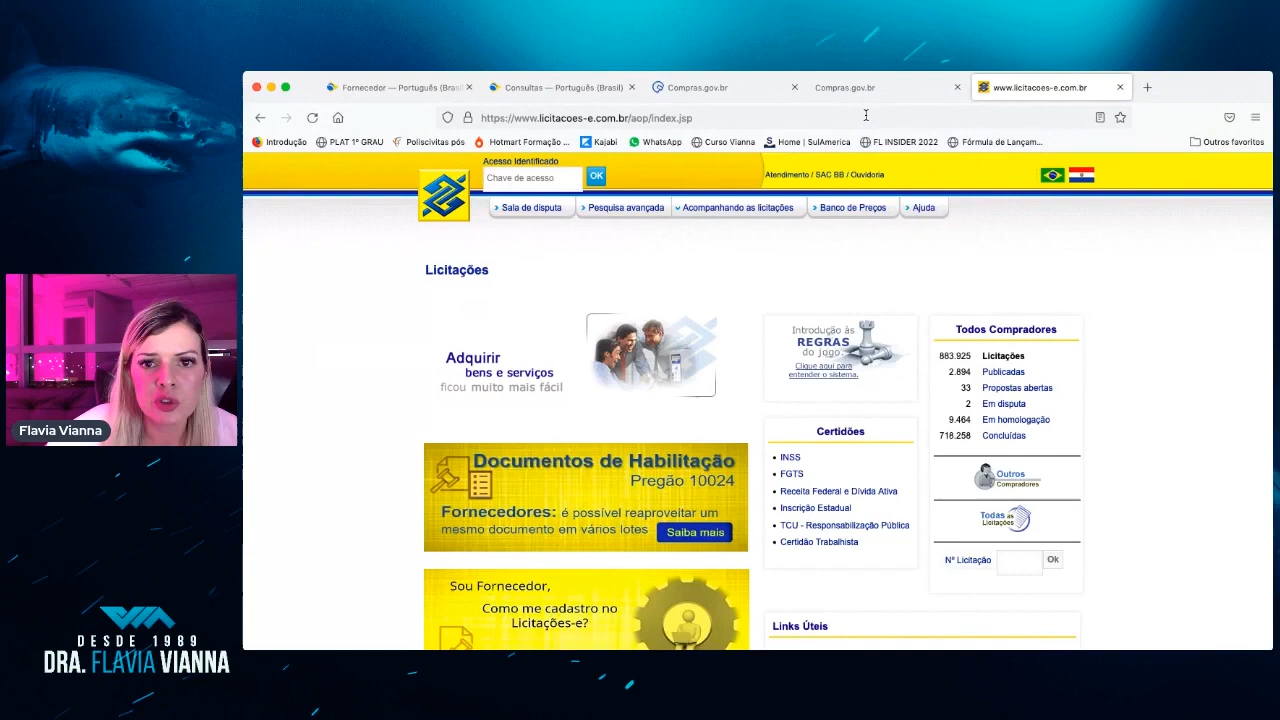 Fornecedor — Português (Brasil
Consultas — Português (Brasil)
Compras.gov.br
Compras.gov.br
www.licitacoes-e.com.br
https://www.licitacoes-e.com.br/aop/index.jsp
Introdução
PLAT 1º GRAU
Poliscivitas pós
Hotmart Formação ...
Kajabi
WhatsApp
Curso Vianna
Home | SulAmerica
FL INSIDER 2022
Fórmula de Lançam...
Outros favoritos
Acesso Identificado
Chave de acesso
OK
Atendimento / SAC BB / Ouvidoria
Sala de disputa
Pesquisa avançada
Acompanhando as licitações
Banco de Preços
Ajuda
Licitações
Adquirir
bens e serviços
ficou muito mais fácil
Introdução às
REGRAS
do jogo.
Clique aqui para
entender o sistema.
Todos Compradores
883.925 Licitações
2.894 Publicadas
33 Propostas abertas
2 Em disputa
9.464 Em homologação
718.258 Concluídas
Outros
Compradores
Todas as
Licitações
Nº Licitação
Ok
Certidões
INSS
FGTS
Receita Federal e Dívida Ativa
Inscrição Estadual
TCU - Responsabilização Pública
Certidão Trabalhista
Documentos de Habilitação
Pregão 10024
Fornecedores: é possível reaproveitar um
mesmo documento em vários lotes
Saiba mais
Sou Fornecedor,
Como me cadastro no
Licitações-e?
Links Úteis
Flavia Vianna
DESDE 1989
DRA. FLAVIA VIANNA